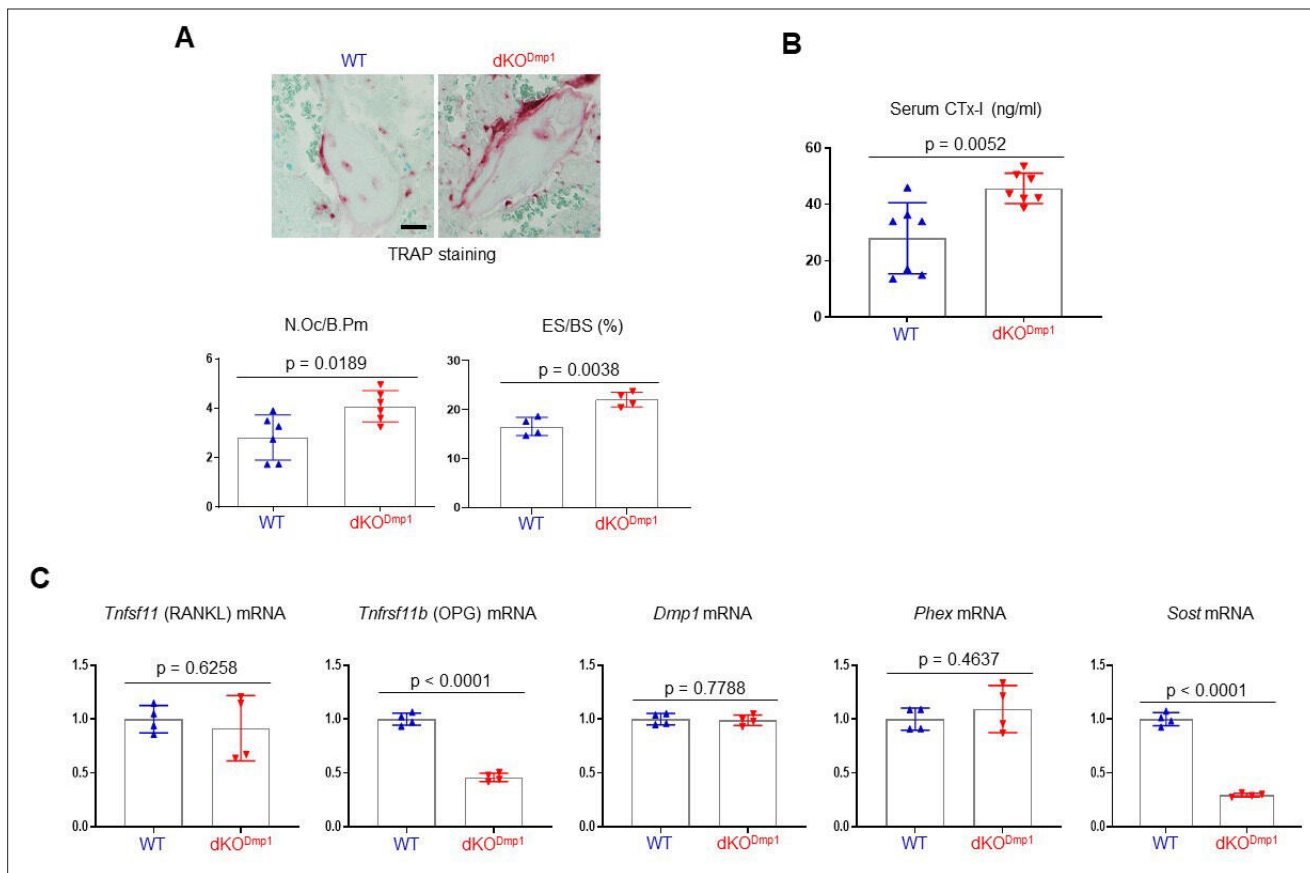 A
WT dKODmp1
TRAP staining
N.Oc/B.Pm
p = 0.0189
6
4
2
0
WT dKODmp1
ES/BS (%)
p = 0.0038
30
20
10
0
WT dKODmp1
B
Serum CTx-I (ng/ml)
p = 0.0052
60
40
20
0
WT dKODmp1
C
Tnfsf11 (RANKL) mRNA
p = 0.6258
1.5
1.0
0.5
0.0
WT dKODmp1
Tnfrsf11b (OPG) mRNA
p < 0.0001
1.5
1.0
0.5
0.0
WT dKODmp1
Dmp1 mRNA
p = 0.7788
1.5
1.0
0.5
0.0
WT dKODmp1
Phex mRNA
p = 0.4637
1.5
1.0
0.5
0.0
WT dKODmp1
Sost mRNA
p < 0.0001
1.5
1.0
0.5
0.0
WT dKODmp1